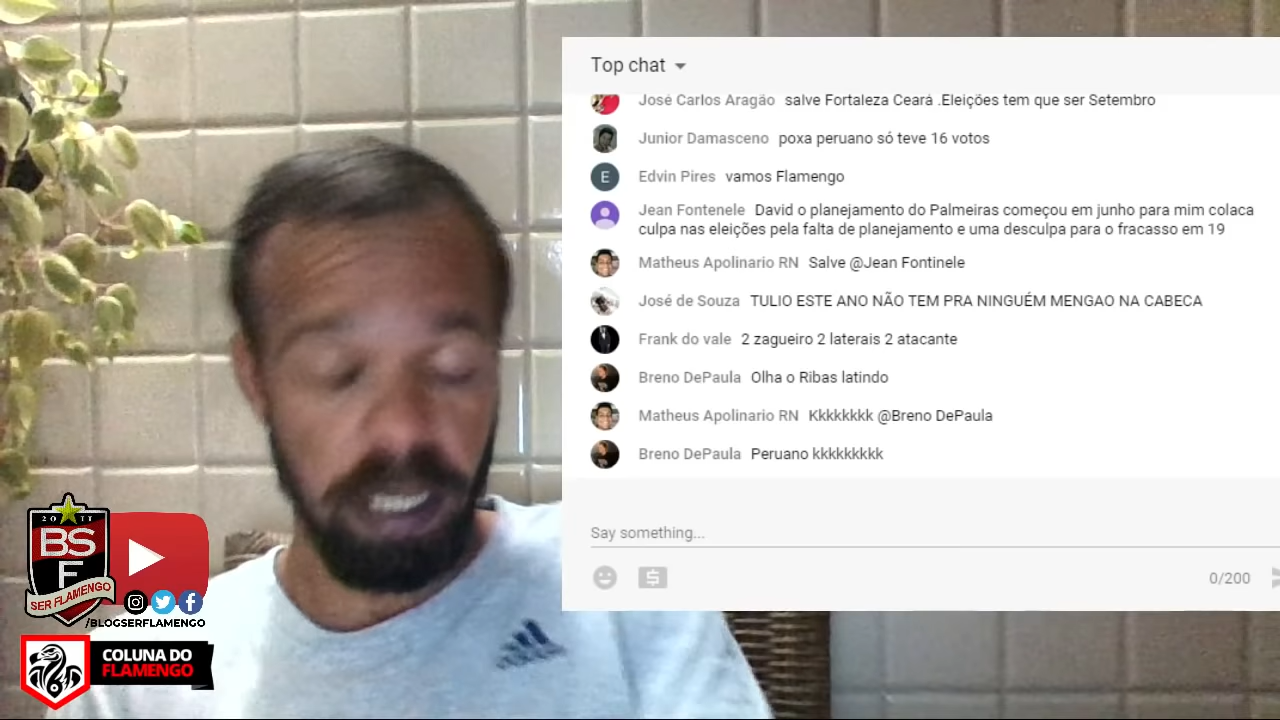 Top chat
José Carlos Aragão salve Fortaleza Ceará .Eleições tem que ser Setembro
Junior Damasceno poxa peruano só teve 16 votos
E
Edvin Pires vamos Flamengo
Jean Fontenele David o planejamento do Palmeiras começou em junho para mim colaca
culpa nas eleições pela falta de planejamento e uma desculpa para o fracasso em 19
Matheus Apolinario RN Salve @Jean Fontinele
José de Souza TULIO ESTE ANO NÃO TEM PRA NINGUÉM MENGAO NA CABECA
Frank do vale 2 zagueiro 2 laterais 2 atacante
Breno DePaula Olha o Ribas latindo
Matheus Apolinario RN Kkkkkkkk @Breno DePaula
Breno DePaula Peruano kkkkkkkkk
Say something...
0/200
BS
F
SER FLAMENGO
/BLOGSERFLAMENGO
COLUNA DO
FLAMENGO